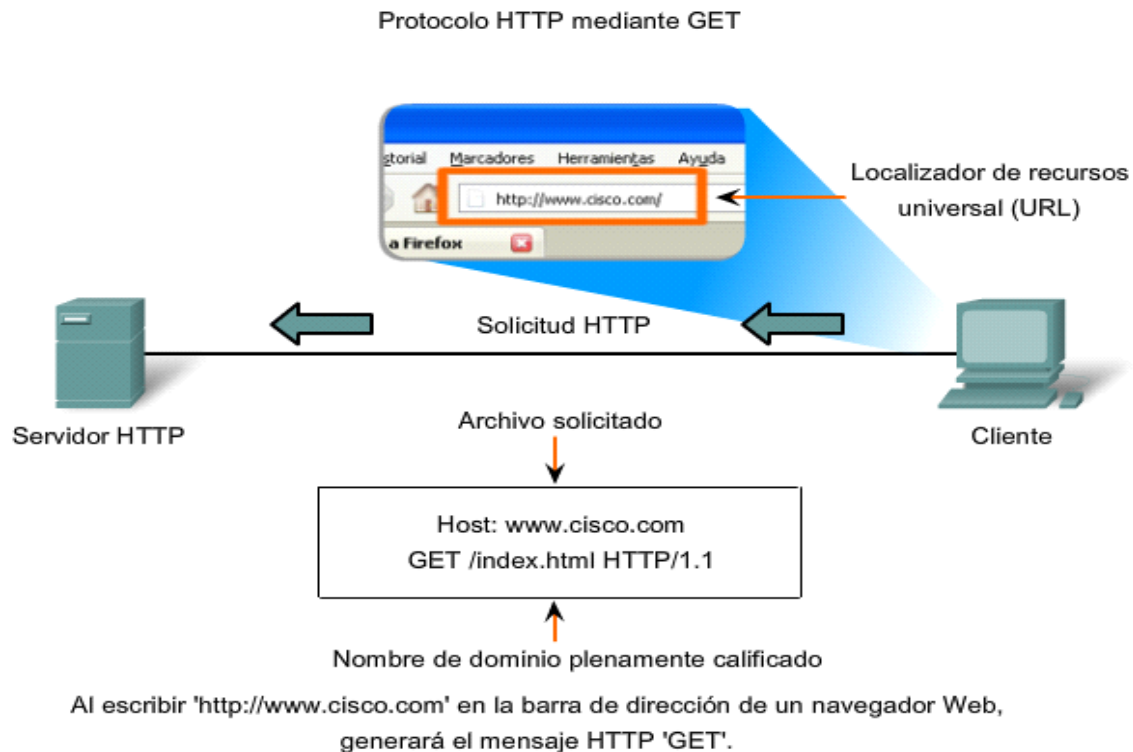 Protocolo HTTP mediante GET
storial Marcadores Herramientas Ayuda
http://www.cisco.com/
a Firefox
Localizador de recursos
universal (URL)
Solicitud HTTP
Servidor HTTP
Cliente
Archivo solicitado
Host: www.cisco.com
GET /index.html HTTP/1.1
Nombre de dominio plenamente calificado
Al escribir 'http://www.cisco.com' en la barra de dirección de un navegador Web,
generará el mensaje HTTP 'GET'.